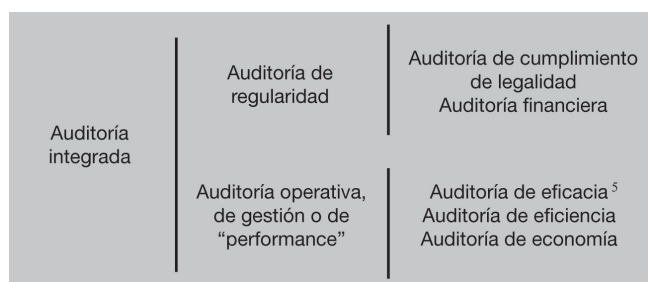 Auditoría
integrada
Auditoría de
regularidad
Auditoría de cumplimiento
de legalidad
Auditoría financiera
Auditoría operativa,
de gestión o de
“performance”
Auditoría de eficacia 5
Auditoría de eficiencia
Auditoría de economía